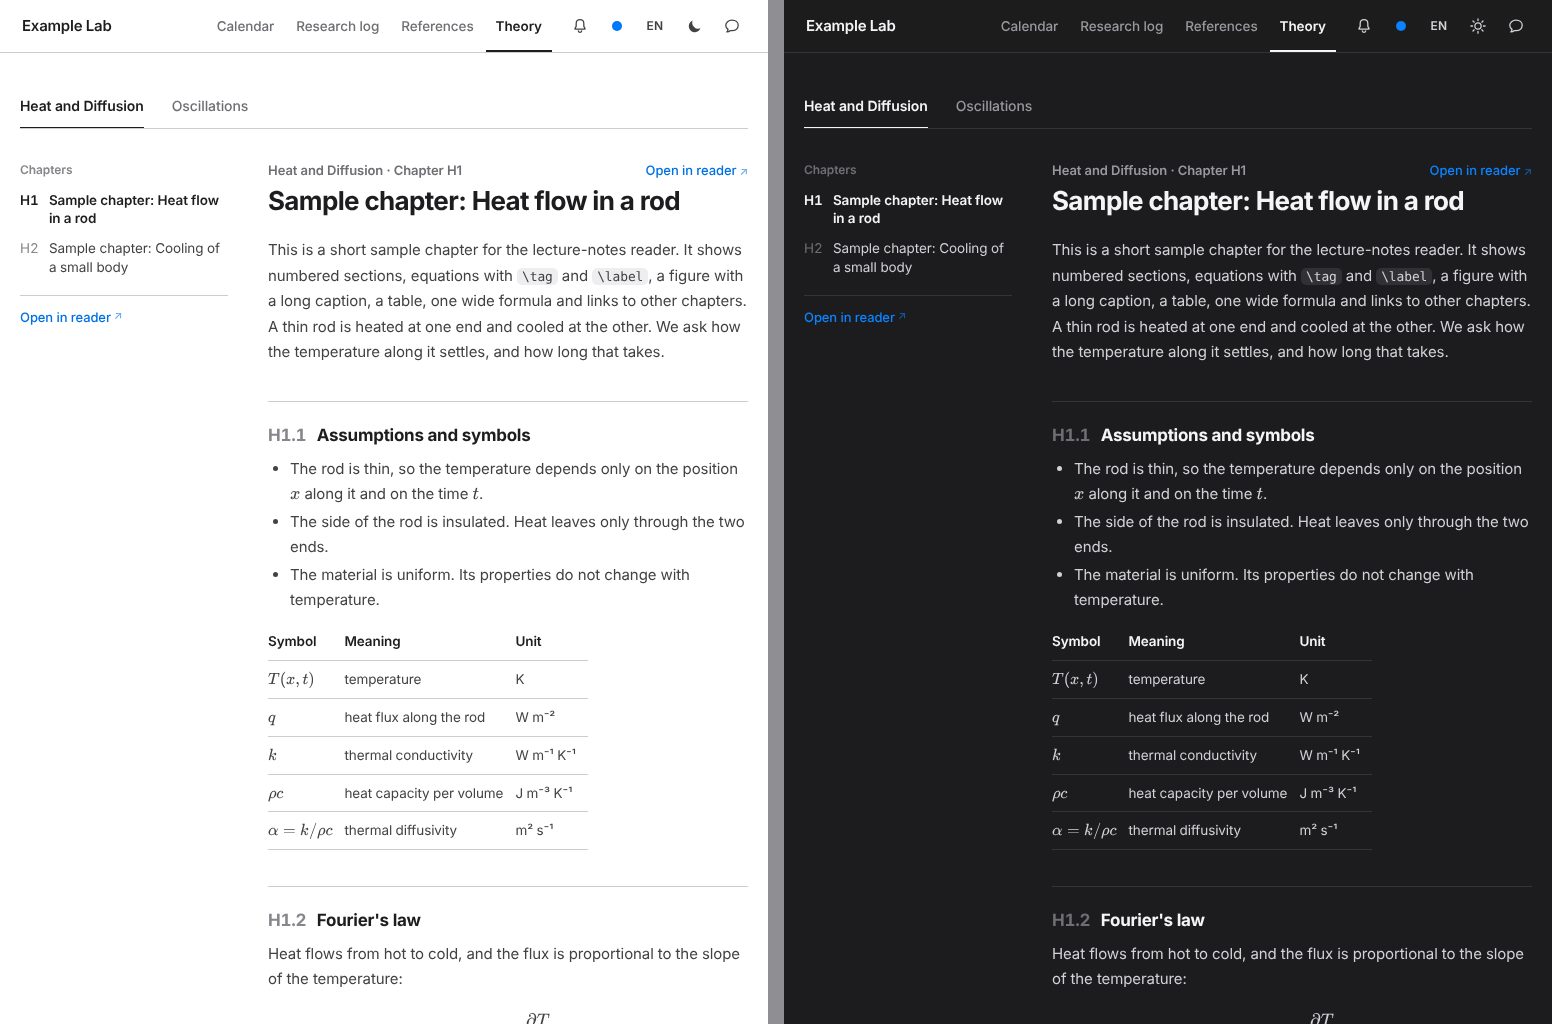 Example Lab Calendar Research log References Theory EN
Heat and Diffusion Oscillations
Chapters
H1 Sample chapter: Heat flow
in a rod
H2 Sample chapter: Cooling of
a small body
Open in reader ↗
Heat and Diffusion · Chapter H1 Open in reader ↗
Sample chapter: Heat flow in a rod
This is a short sample chapter for the lecture-notes reader. It shows
numbered sections, equations with \tag and \label, a figure with
a long caption, a table, one wide formula and links to other chapters.
A thin rod is heated at one end and cooled at the other. We ask how
the temperature along it settles, and how long that takes.
H1.1 Assumptions and symbols
• The rod is thin, so the temperature depends only on the position
x along it and on the time t.
• The side of the rod is insulated. Heat leaves only through the two
ends.
• The material is uniform. Its properties do not change with
temperature.
Symbol Meaning Unit
T(x, t) temperature K
q heat flux along the rod W m⁻²
k thermal conductivity W m⁻¹ K⁻¹
ρc heat capacity per volume J m⁻³ K⁻¹
α = k/ρc thermal diffusivity m² s⁻¹
H1.2 Fourier's law
Heat flows from hot to cold, and the flux is proportional to the slope
of the temperature:
∂T
Example Lab Calendar Research log References Theory EN
Heat and Diffusion Oscillations
Chapters
H1 Sample chapter: Heat flow
in a rod
H2 Sample chapter: Cooling of
a small body
Open in reader ↗
Heat and Diffusion · Chapter H1 Open in reader ↗
Sample chapter: Heat flow in a rod
This is a short sample chapter for the lecture-notes reader. It shows
numbered sections, equations with \tag and \label, a figure with
a long caption, a table, one wide formula and links to other chapters.
A thin rod is heated at one end and cooled at the other. We ask how
the temperature along it settles, and how long that takes.
H1.1 Assumptions and symbols
• The rod is thin, so the temperature depends only on the position
x along it and on the time t.
• The side of the rod is insulated. Heat leaves only through the two
ends.
• The material is uniform. Its properties do not change with
temperature.
Symbol Meaning Unit
T(x, t) temperature K
q heat flux along the rod W m⁻²
k thermal conductivity W m⁻¹ K⁻¹
ρc heat capacity per volume J m⁻³ K⁻¹
α = k/ρc thermal diffusivity m² s⁻¹
H1.2 Fourier's law
Heat flows from hot to cold, and the flux is proportional to the slope
of the temperature:
∂T